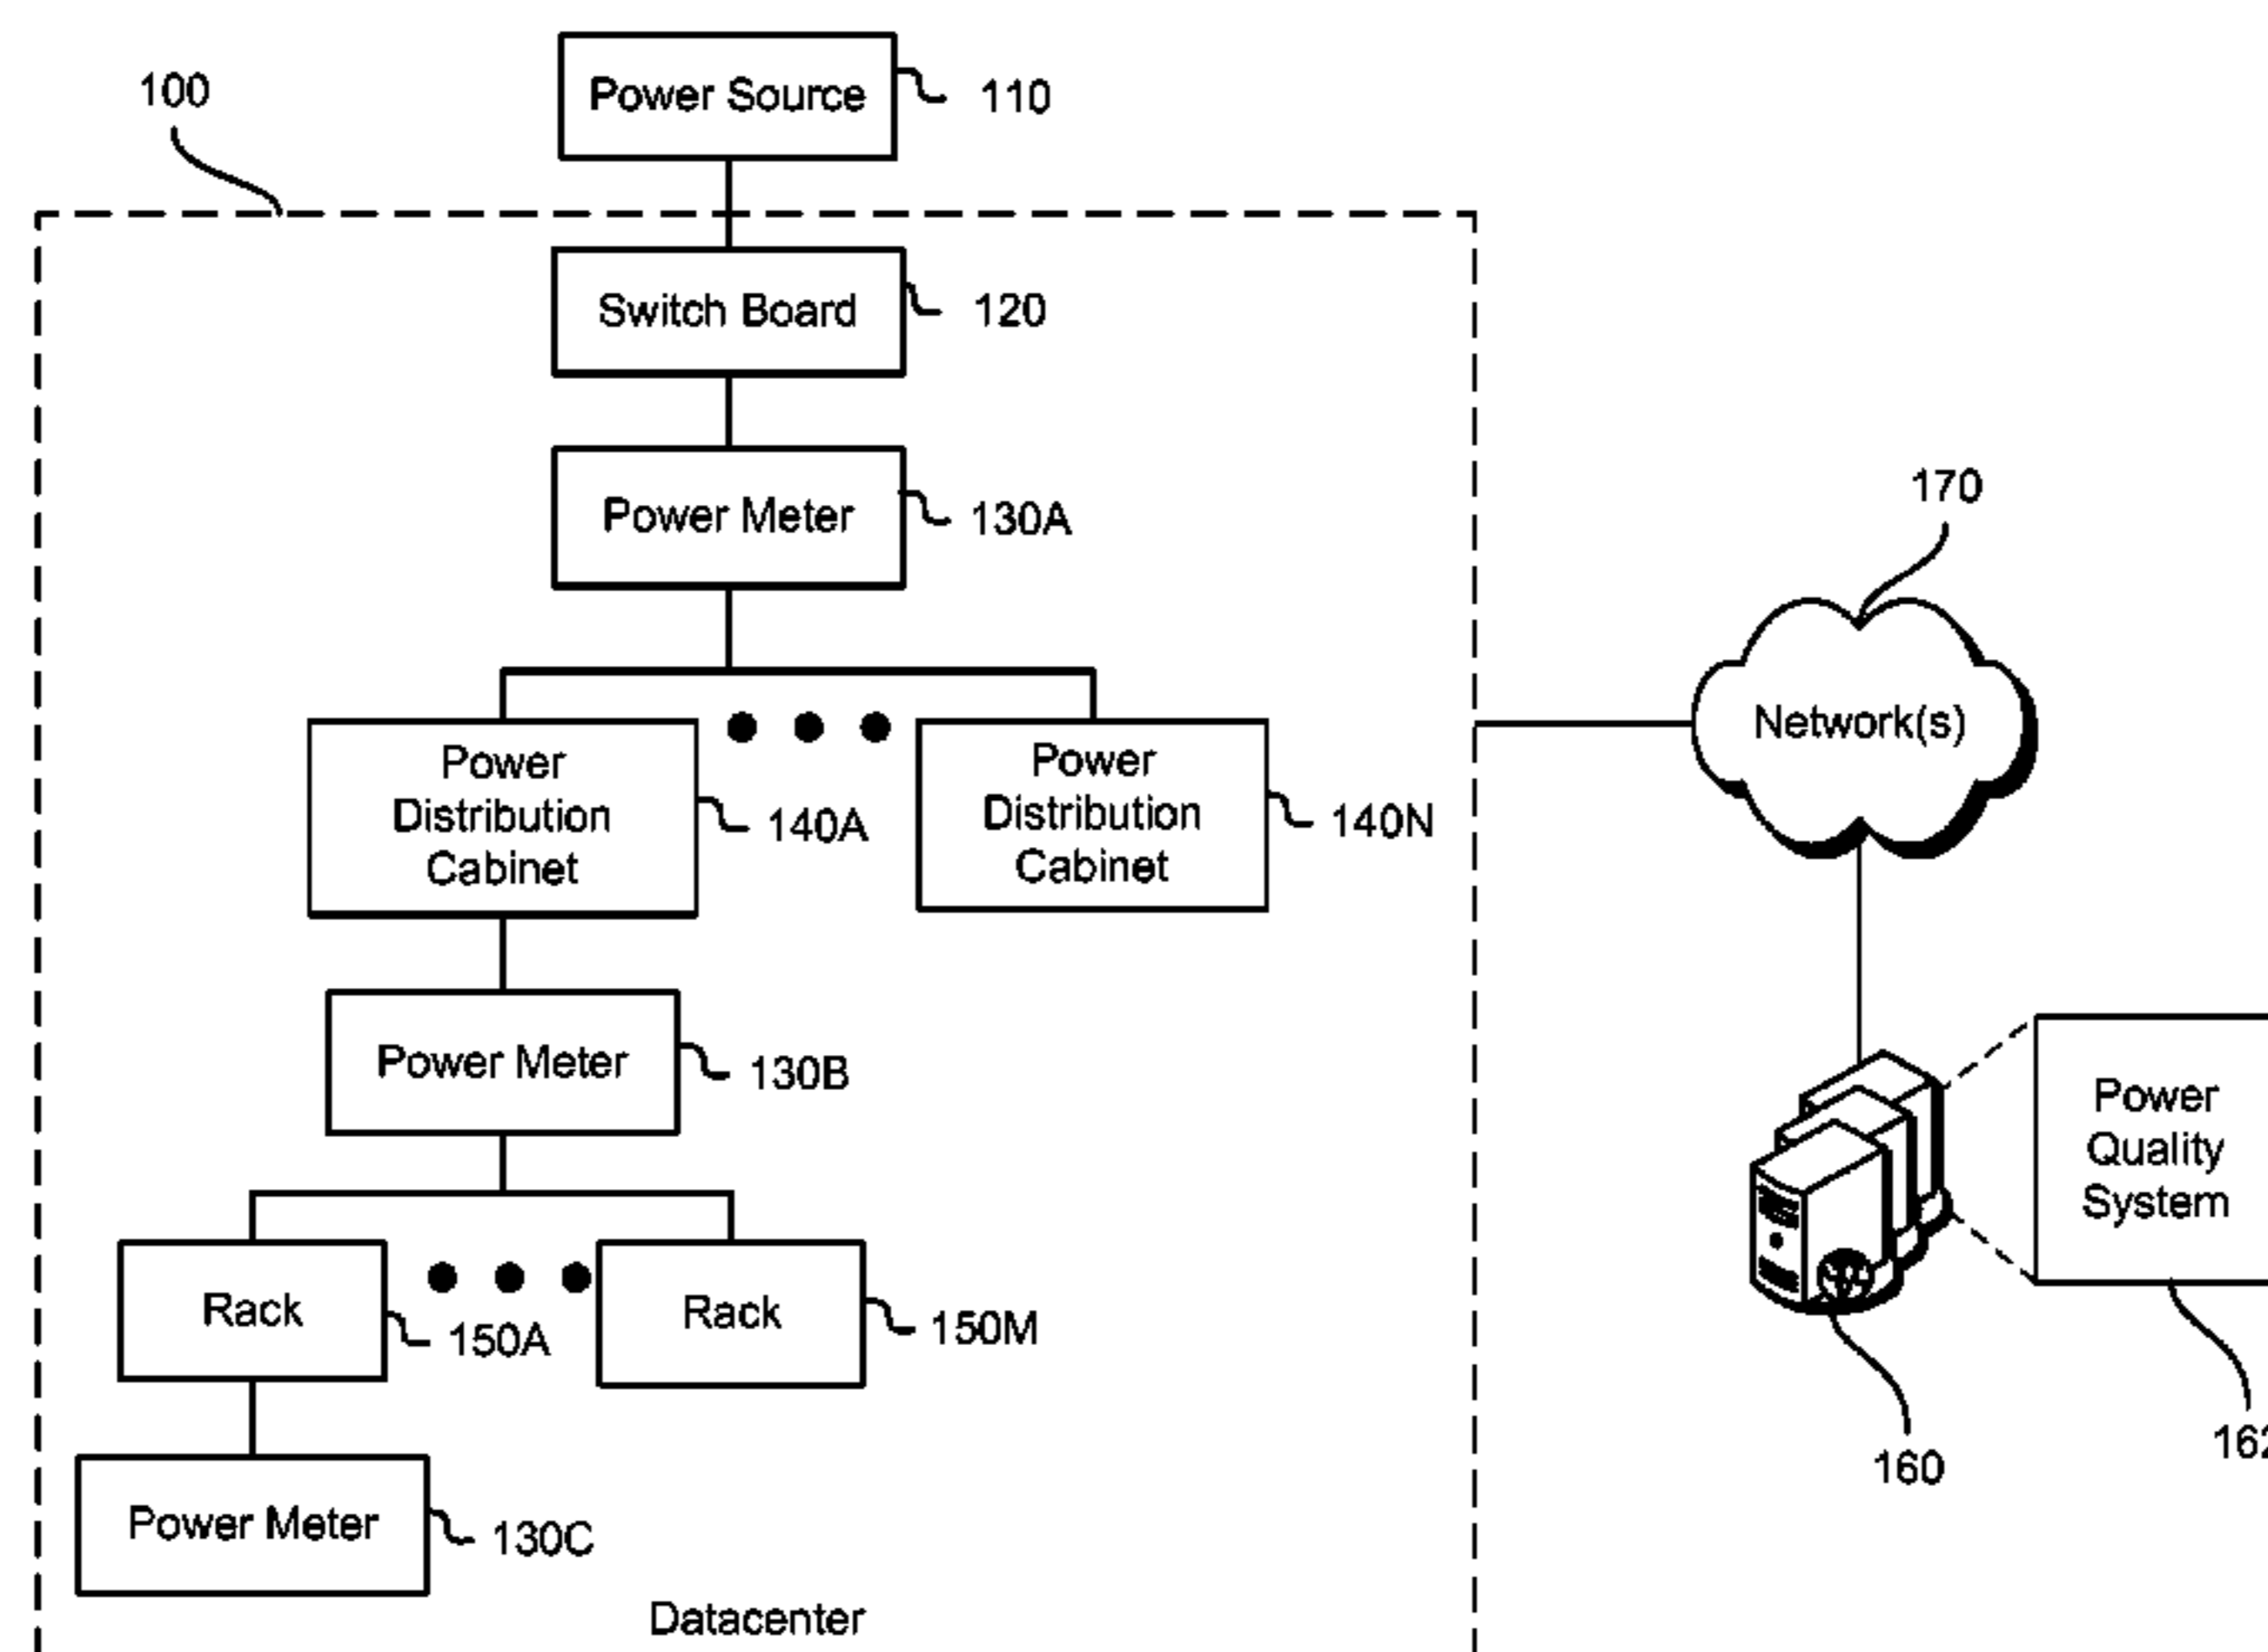 Power Source
110
100
Switch Board
120
Power Meter
130A
170
Network(s)
Power
Distribution
Cabinet
140A
Power
Distribution
Cabinet
140N
Power Meter
130B
Power
Quality
System
Rack
150A
Rack
150M
162
160
Power Meter
130C
Datacenter